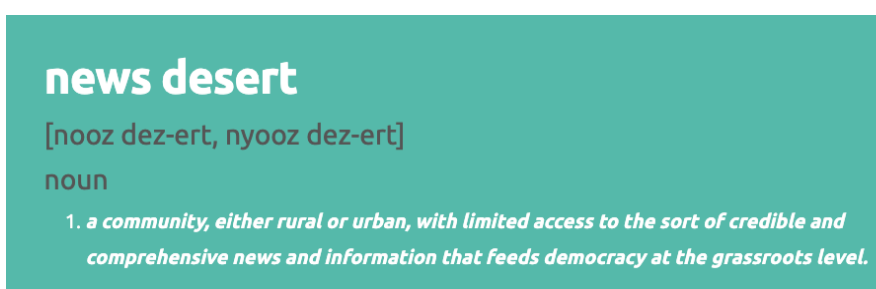 news desert
[nooz dez-ert, nyooz dez-ert]
noun
1. a community, either rural or urban, with limited access to the sort of credible and
comprehensive news and information that feeds democracy at the grassroots level.